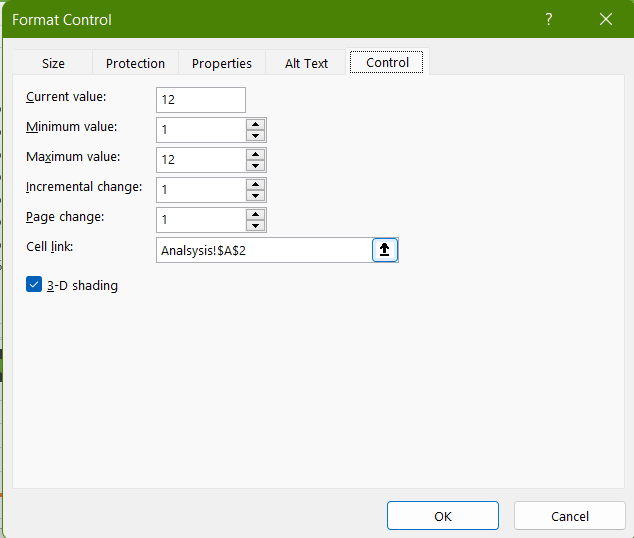 Format Control ?
Size Protection Properties Alt Text Control
Current value: 12
Minimum value: 1
Maximum value: 12
Incremental change: 1
Page change: 1
Cell link: Analsysis!$A$2
3-D shading
OK Cancel